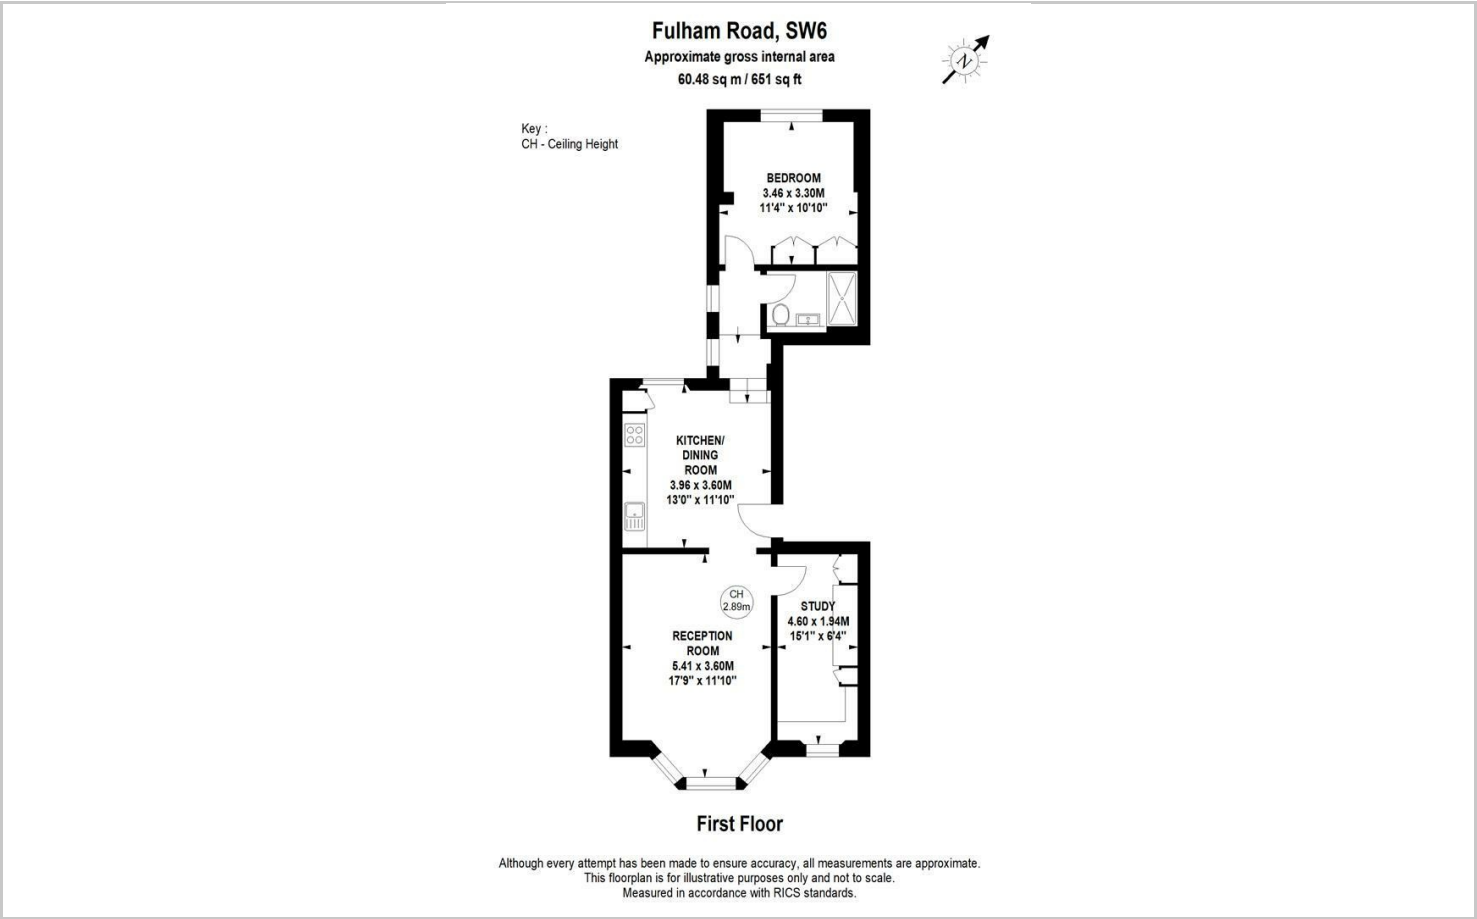 Fulham Road, SW6
Approximate gross internal area
60.48 sq m / 651 sq ft
N
Key :
CH - Ceiling Height
BEDROOM
3.46 x 3.30M
11'4" x 10'10"
KITCHEN/
DINING
ROOM
3.96 x 3.60M
13'0" x 11'10"
CH
2.89m
STUDY
4.60 x 1.94M
15'1" x 6'4"
RECEPTION
ROOM
5.41 x 3.60M
17'9" x 11'10"
First Floor
Although every attempt has been made to ensure accuracy, all measurements are approximate.
This floorplan is for illustrative purposes only and not to scale.
Measured in accordance with RICS standards.